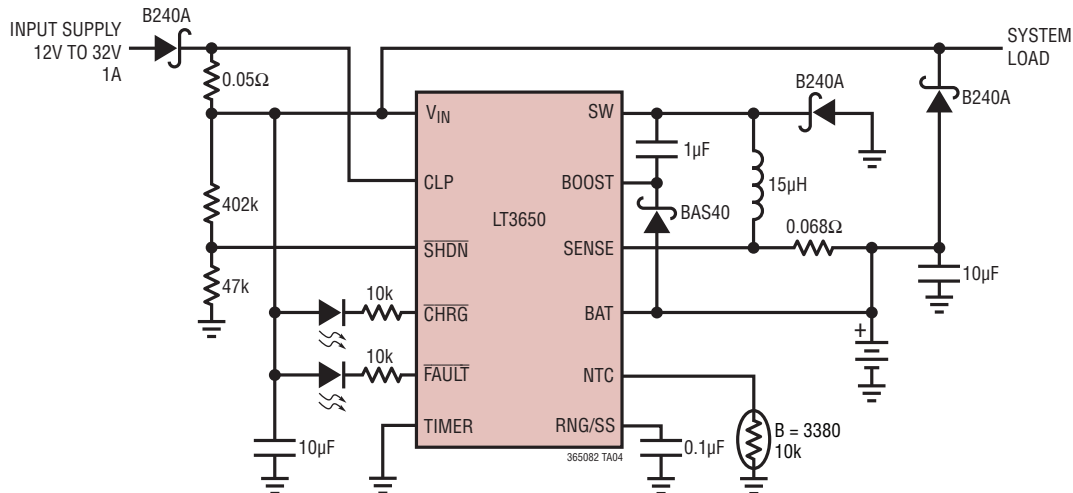 INPUT SUPPLY
12V TO 32V
1A
B240A
0.05Ω
SYSTEM
LOAD
B240A
B240A
VIN
SW
1µF
CLP
BOOST
15µH
402k
LT3650
BAS40
0.068Ω
SHDN
SENSE
47k
10µF
10k
CHRG
BAT
+
10k
FAULT
NTC
TIMER
RNG/SS
B = 3380
10k
10µF
0.1µF
365082 TA04